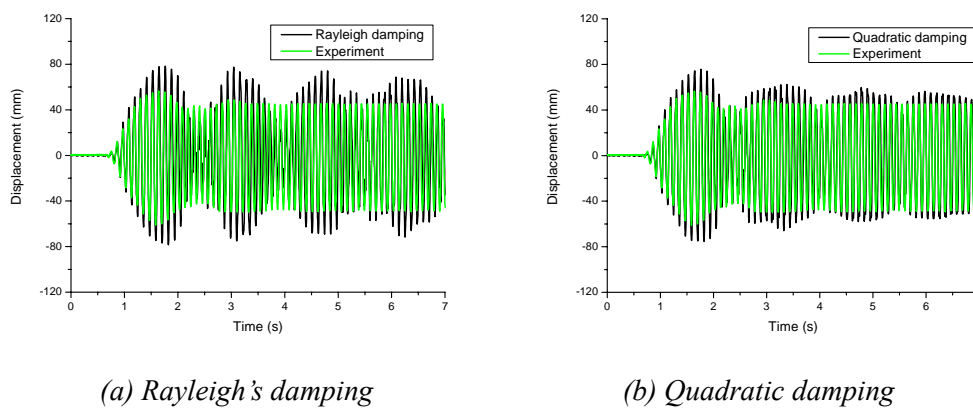 120
80
40
0
-40
-80
-120
Displacement (mm)
0 1 2 3 4 5 6 7
Time (s)
Rayleigh damping
Experiment
(a) Rayleigh's damping
120
80
40
0
-40
-80
-120
Displacement (mm)
0 1 2 3 4 5 6
Time (s)
Quadratic damping
Experiment
(b) Quadratic damping